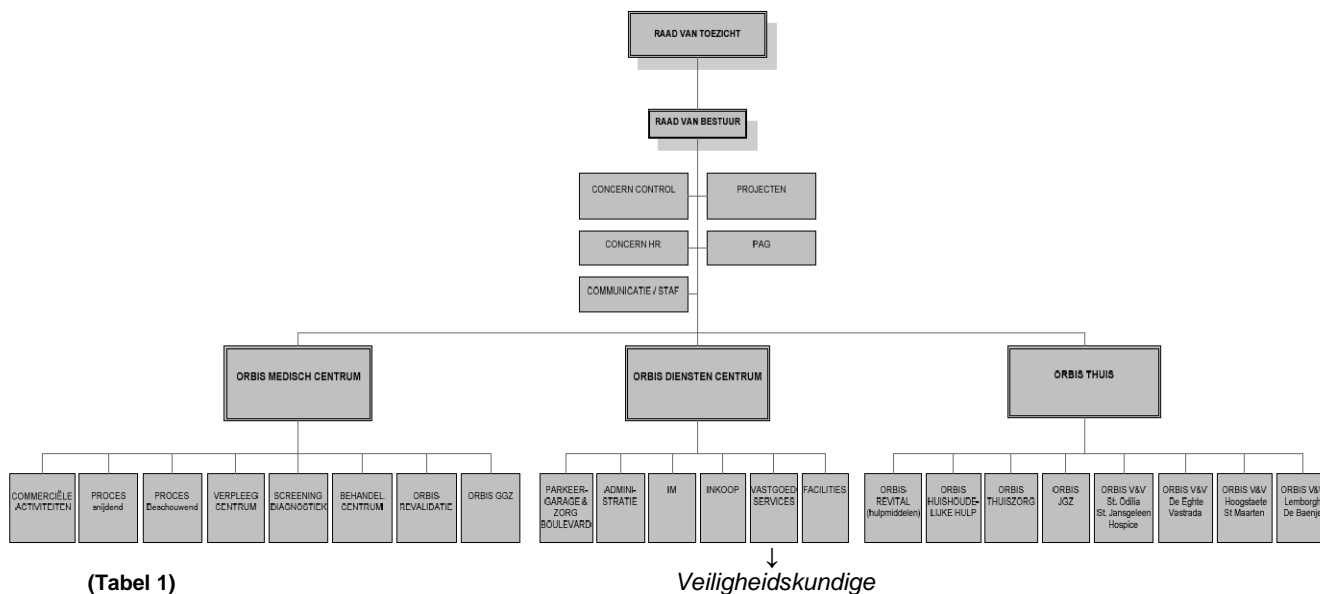 RAAD VAN TOEZICHT
RAAD VAN BESTUUR
CONCERN CONTROL
PROJECTEN
CONCERN HR
PAG
COMMUNICATIE / STAF
ORBIS MEDISCH CENTRUM
ORBIS DIENSTEN CENTRUM
ORBIS THUIS
COMMERCIËLE
ACTIVITEITEN
PROCES
snijdend
PROCES
Beschouwend
VERPLEEG
CENTRUM
SCREENING
DIAGNOSTIEK
BEHANDEL
CENTRUM
ORBIS
REVALIDATIE
ORBIS GGZ
PARKEER-
GARAGE &
ZORG
BOULEVARD
ADMINI-
STRATIE
IM
INKOOP
VASTGOED
SERVICES
FACILITIES
ORBIS
REVITAL
(hulpmiddelen)
ORBIS
HUISHOUDE-
LIJKE HULP
ORBIS
THUISZORG
ORBIS
JGZ
ORBIS V&V
St. Odilia
St. Jansgeleen
Hospice
ORBIS V&V
De Eghte
Vastrada
ORBIS V&V
Hoogstaete
St Maarten
ORBIS V&V
Lemborgh
De Baenje
↓
(Tabel 1)
Veiligheidskundige